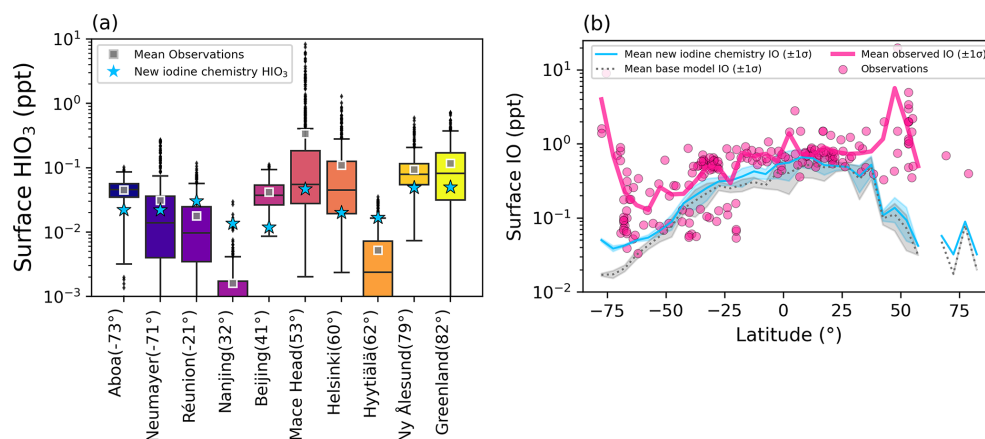 (a)
Surface HIO₃ (ppt)
10¹
10⁰
10⁻¹
10⁻²
10⁻³
Mean Observations
New iodine chemistry HIO₃
Aboa(-73°)
Neumayer(-71°)
Réunion(-21°)
Nanjing(32°)
Beijing(41°)
Mace Head(53°)
Helsinki(60°)
Hyytiälä(62°)
Ny Ålesund(79°)
Greenland(82°)
(b)
Surface IO (ppt)
10¹
10⁰
10⁻¹
10⁻²
Mean new iodine chemistry IO (±1σ)
Mean base model IO (±1σ)
Mean observed IO (±1σ)
Observations
−75
−50
−25
0
25
50
75
Latitude (°)